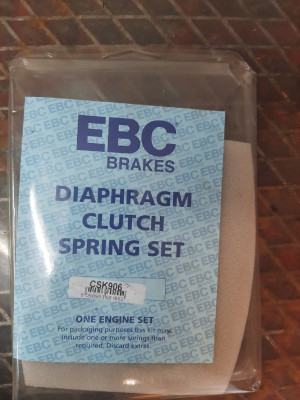 EBC
BRAKES
DIAPHRAGM
CLUTCH
SPRING SET
CSK906
ONE ENGINE SET
For packaging purposes this kit may
include one or more springs than
required. Discard extras.